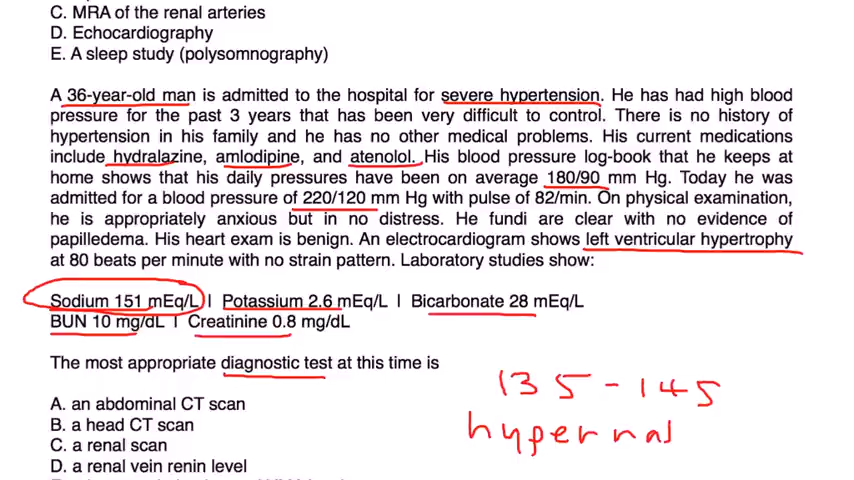 C. MRA of the renal arteries
D. Echocardiography
E. A sleep study (polysomnography)
A 36-year-old man is admitted to the hospital for severe hypertension. He has had high blood
pressure for the past 3 years that has been very difficult to control. There is no history of
hypertension in his family and he has no other medical problems. His current medications
include hydralazine, amlodipine, and atenolol. His blood pressure log-book that he keeps at
home shows that his daily pressures have been on average 180/90 mm Hg. Today he was
admitted for a blood pressure of 220/120 mm Hg with pulse of 82/min. On physical examination,
he is appropriately anxious but in no distress. He fundi are clear with no evidence of
papilledema. His heart exam is benign. An electrocardiogram shows left ventricular hypertrophy
at 80 beats per minute with no strain pattern. Laboratory studies show:
Sodium 151 mEq/L | Potassium 2.6 mEq/L | Bicarbonate 28 mEq/L
BUN 10 mg/dL | Creatinine 0.8 mg/dL
The most appropriate diagnostic test at this time is
135-145
hypernal
A. an abdominal CT scan
B. a head CT scan
C. a renal scan
D. a renal vein renin level